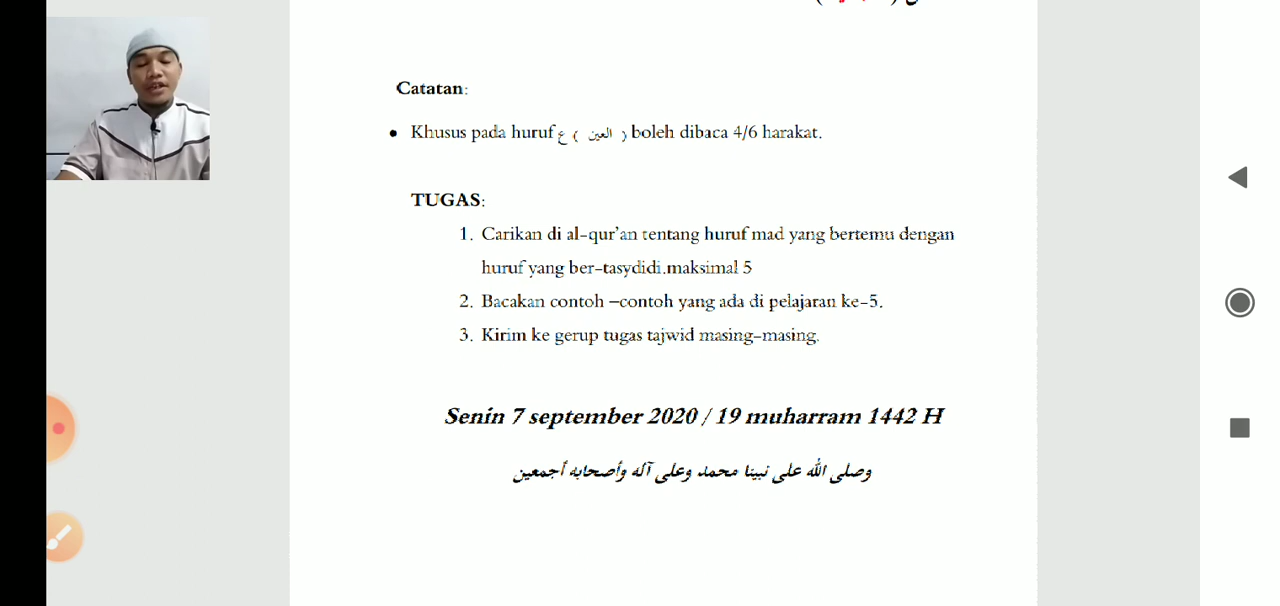 Catatan:
• Khusus pada huruf ع ( العين ) boleh dibaca 4/6 harakat.
TUGAS:
1. Carikan di al-qur'an tentang huruf mad yang bertemu dengan
huruf yang ber-tasydidi.maksimal 5
2. Bacakan contoh –contoh yang ada di pelajaran ke-5.
3. Kirim ke gerup tugas tajwid masing-masing.
Senin 7 september 2020 / 19 muharram 1442 H
وصلى الله على نبينا محمد وعلى آله وأصحابه أجمعين